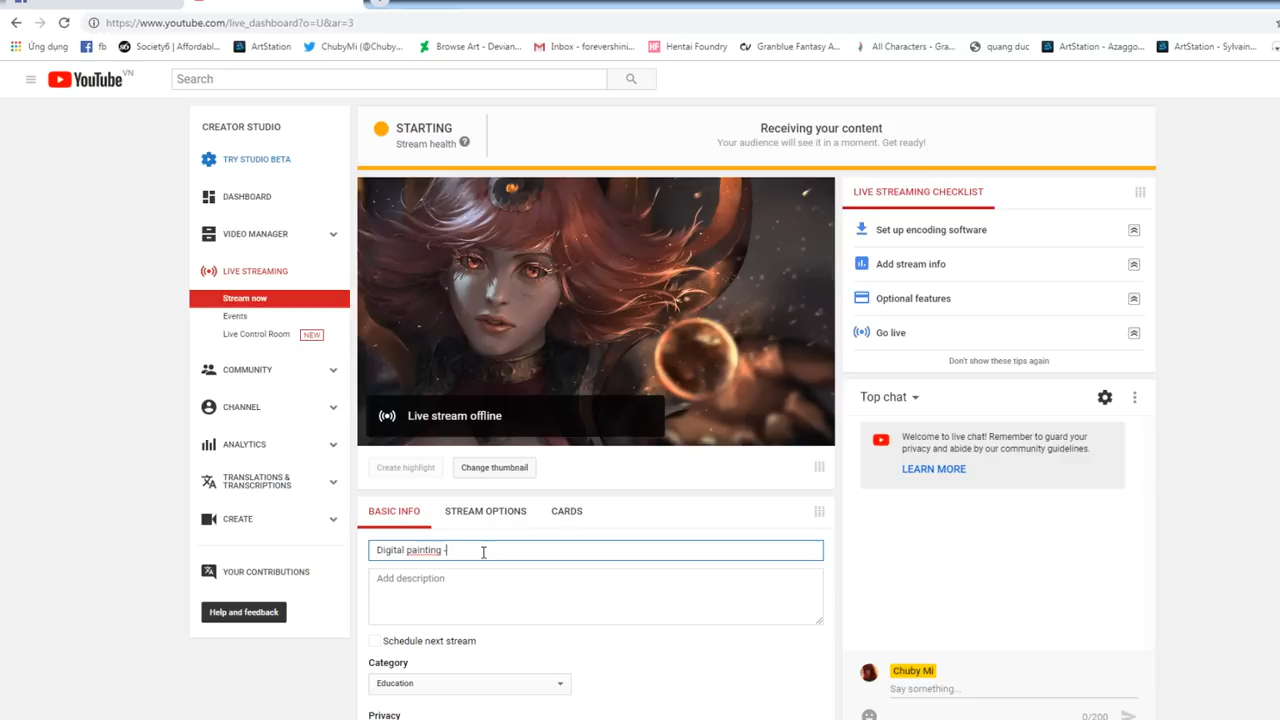 https://www.youtube.com/live_dashboard?o=U&ar=3
Ứng dụng fb Society6 | Affordabl... ArtStation ChubyMi (@Chuby... Browse Art - Devian... Inbox - forevershini... Hentai Foundry Granblue Fantasy A... All Characters - Gra... quang duc ArtStation - Azaggo... ArtStation - Sylvain...
YouTube VN
Search
CREATOR STUDIO
TRY STUDIO BETA
DASHBOARD
VIDEO MANAGER
LIVE STREAMING
Stream now
Events
Live Control Room NEW
COMMUNITY
CHANNEL
ANALYTICS
TRANSLATIONS &
TRANSCRIPTIONS
CREATE
YOUR CONTRIBUTIONS
Help and feedback
STARTING
Stream health ?
Receiving your content
Your audience will see it in a moment. Get ready!
Live stream offline
Create highlight Change thumbnail
BASIC INFO STREAM OPTIONS CARDS
Digital painting -
Add description
Schedule next stream
Category
Education
Privacy
LIVE STREAMING CHECKLIST
Set up encoding software
Add stream info
Optional features
Go live
Don't show these tips again
Top chat
Welcome to live chat! Remember to guard your
privacy and abide by our community guidelines.
LEARN MORE
Chuby Mi
Say something...
0/200